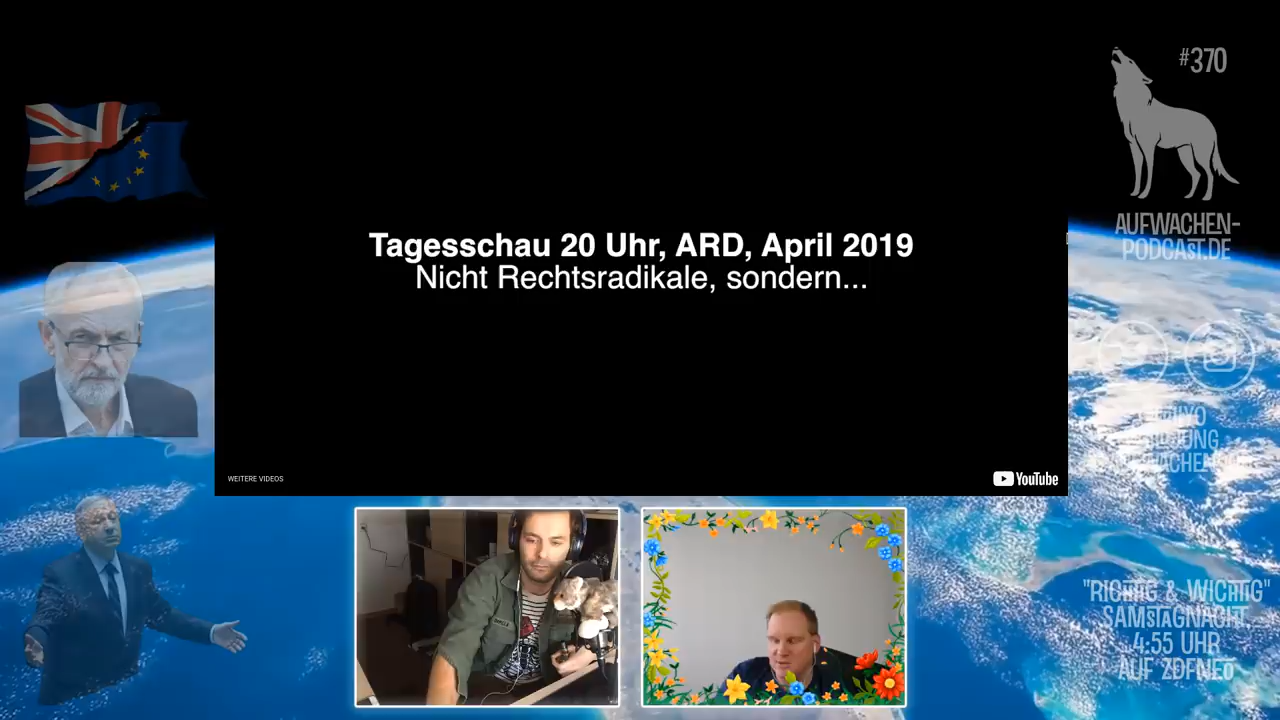 #370
AUFWACHEN-
PODCAST.DE
Tagesschau 20 Uhr, ARD, April 2019
Nicht Rechtsradikale, sondern...
WEITERE VIDEOS
YouTube
"RICHTIG & WICHTIG"
SAMSTAGNACHT,
4:55 UHR
AUF ZDFNEO